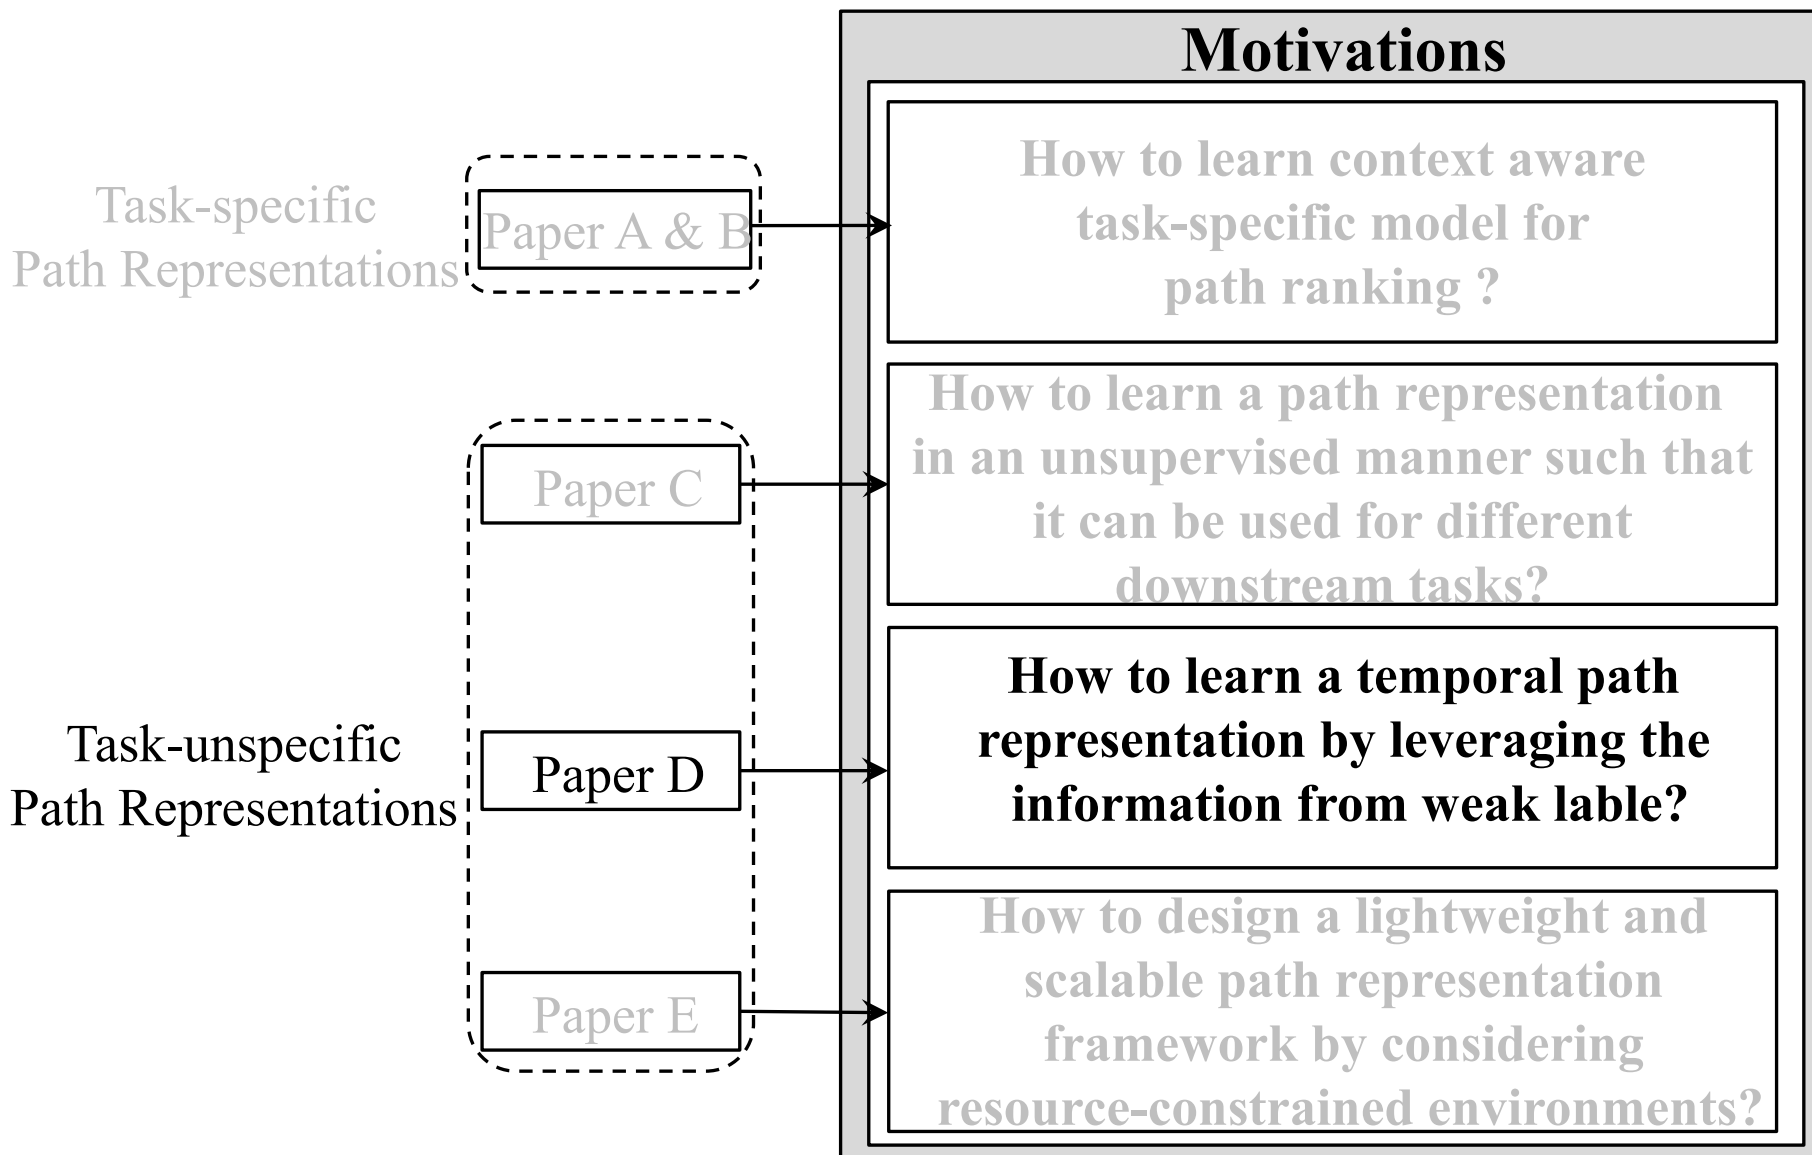 Motivations
Task-specific
Path Representations
Paper A & B
How to learn context aware
task-specific model for
path ranking ?
Paper C
How to learn a path representation
in an unsupervised manner such that
it can be used for different
downstream tasks?
Task-unspecific
Path Representations
Paper D
How to learn a temporal path
representation by leveraging the
information from weak lable?
Paper E
How to design a lightweight and
scalable path representation
framework by considering
resource-constrained environments?